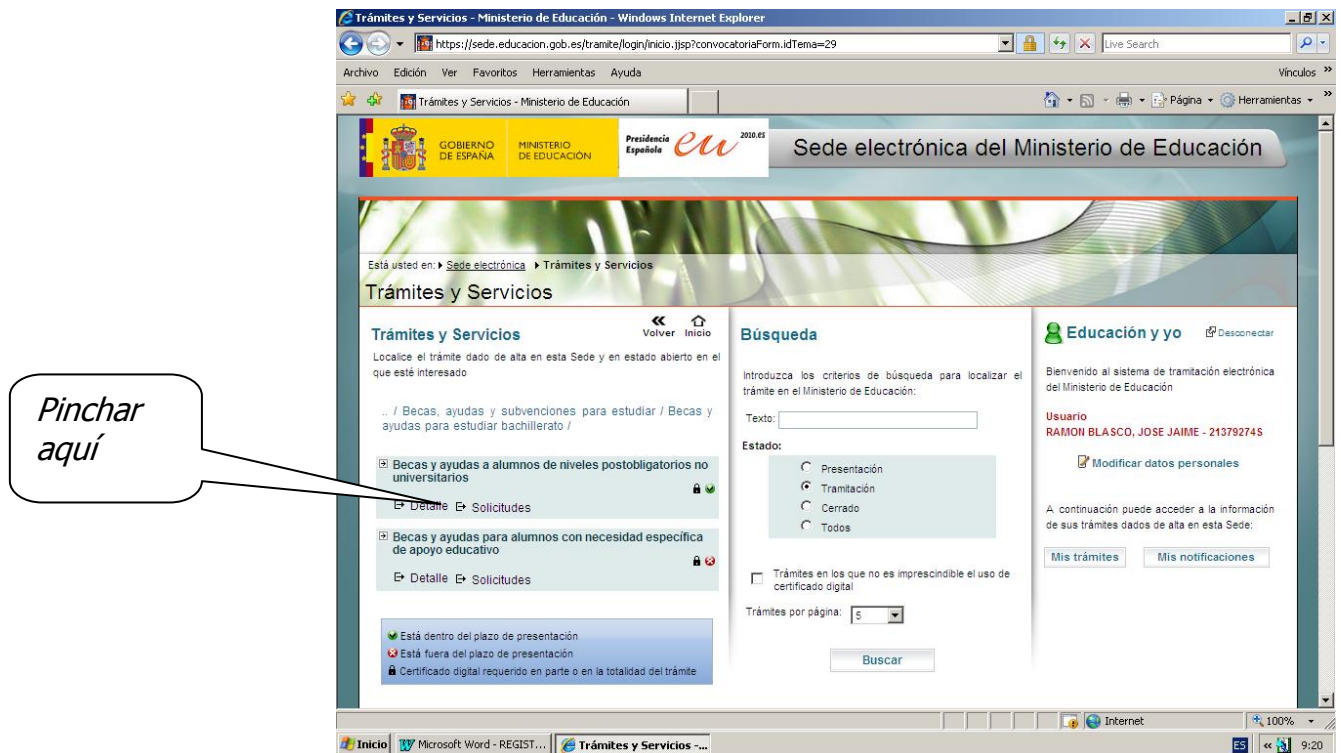 Trámites y Servicios - Ministerio de Educación - Windows Internet Explorer
https://sede.educacion.gob.es/tramite/login/inicio.jjsp?convocatoriaForm.idTema=29
Live Search
Archivo Edición Ver Favoritos Herramientas Ayuda
Vínculos »
Trámites y Servicios - Ministerio de Educación
Página
Herramientas
»
GOBIERNO
DE ESPAÑA
MINISTERIO
DE EDUCACIÓN
Presidencia
Española
eu
2010.es
Sede electrónica del Ministerio de Educación
Está usted en: Sede electrónica Trámites y Servicios
Trámites y Servicios
Trámites y Servicios
Volver Inicio
Localice el trámite dado de alta en esta Sede y en estado abierto en el
que esté interesado
.. / Becas, ayudas y subvenciones para estudiar / Becas y
ayudas para estudiar bachillerato /
Becas y ayudas a alumnos de niveles postobligatorios no
universitarios
Detalle Solicitudes
Becas y ayudas para alumnos con necesidad específica
de apoyo educativo
Detalle Solicitudes
Está dentro del plazo de presentación
Está fuera del plazo de presentación
Certificado digital requerido en parte o en la totalidad del trámite
Búsqueda
Introduzca los criterios de búsqueda para localizar el
trámite en el Ministerio de Educación:
Texto:
Estado:
Presentación
Tramitación
Cerrado
Todos
Trámites en los que no es imprescindible el uso de
certificado digital
Trámites por página: 5
Buscar
Educación y yo
Desconectar
Bienvenido al sistema de tramitación electrónica
del Ministerio de Educación
Usuario
RAMON BLASCO, JOSE JAIME - 21379274S
Modificar datos personales
A continuación puede acceder a la información
de sus trámites dados de alta en esta Sede:
Mis trámites
Mis notificaciones
Pinchar
aquí
Internet
100%
Inicio
Microsoft Word - REGIST...
Trámites y Servicios -...
ES
«
9:20